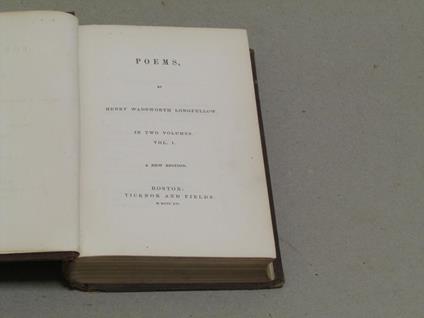 POEMS,
BY
HENRY WADSWORTH LONGFELLOW.
IN TWO VOLUMES.
VOL. I.
A NEW EDITION.
BOSTON:
TICKNOR AND FIELDS.